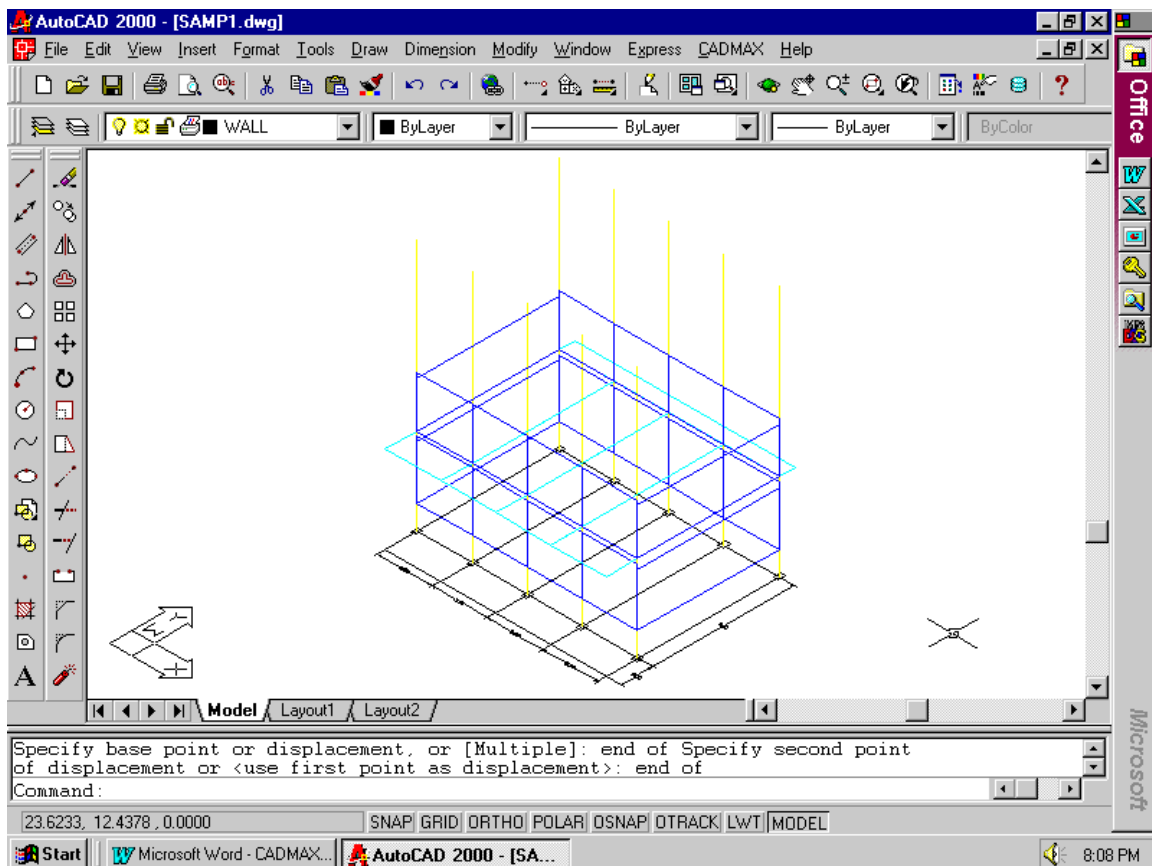 AutoCAD 2000 - [SAMP1.dwg]
File Edit View Insert Format Tools Draw Dimension Modify Window Express CADMAX Help
WALL ByLayer ByLayer ByLayer ByColor
Office
Y
W
X
A
Model Layout1 Layout2
Specify base point or displacement, or [Multiple]: end of Specify second point
of displacement or <use first point as displacement>: end of
Command:
23.6233, 12.4378 , 0.0000 SNAP GRID ORTHO POLAR OSNAP OTRACK LWT MODEL
Microsoft
Start Microsoft Word - CADMAX... AutoCAD 2000 - [SA... 8:08 PM